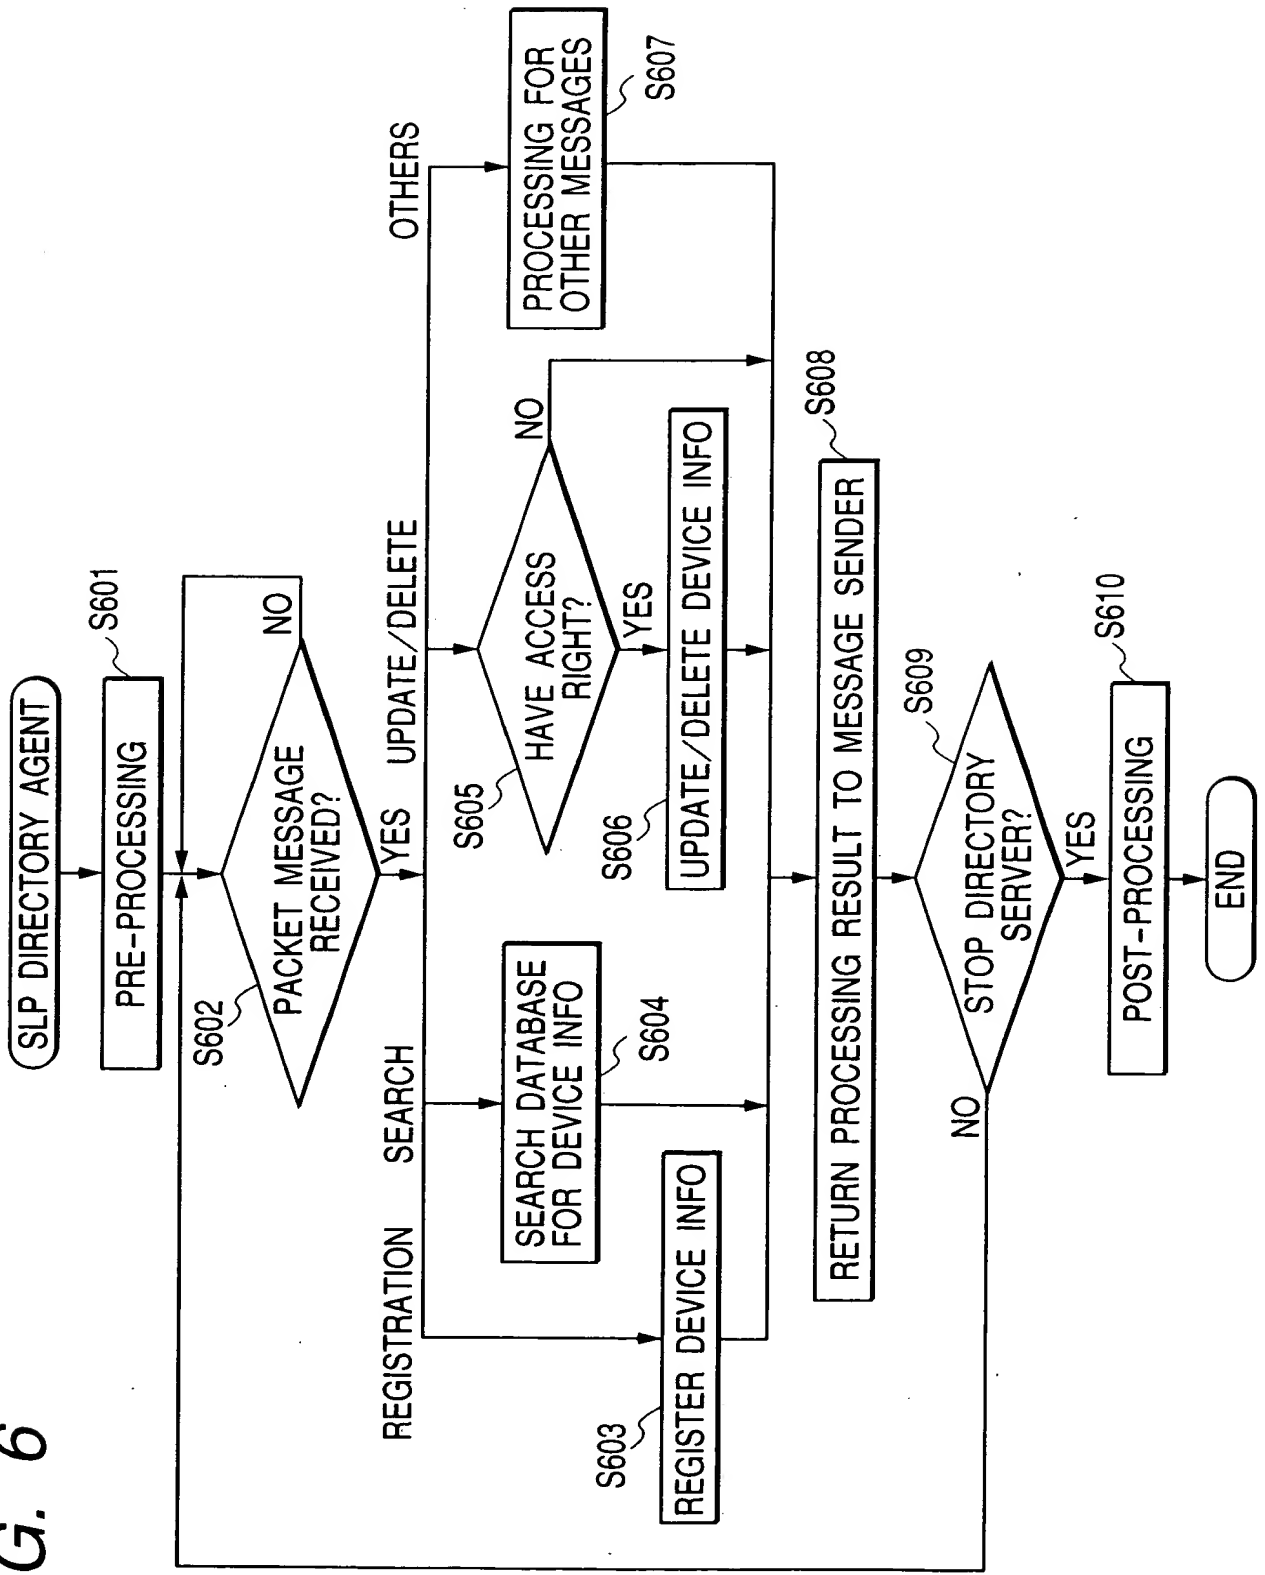 G. 6
SLP DIRECTORY AGENT
PRE-PROCESSING
S601
PACKET MESSAGE
RECEIVED?
S602
NO
YES
REGISTRATION
SEARCH
UPDATE/DELETE
OTHERS
REGISTER DEVICE INFO
S603
SEARCH DATABASE
FOR DEVICE INFO
S604
HAVE ACCESS
RIGHT?
S605
NO
YES
UPDATE/DELETE DEVICE INFO
S606
PROCESSING FOR
OTHER MESSAGES
S607
RETURN PROCESSING RESULT TO MESSAGE SENDER
S608
STOP DIRECTORY
SERVER?
S609
NO
YES
POST-PROCESSING
S610
END